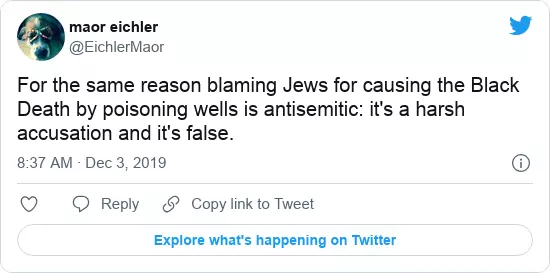 maor eichler
@EichlerMaor
For the same reason blaming Jews for causing the Black
Death by poisoning wells is antisemitic: it's a harsh
accusation and it's false.
8:37 AM · Dec 3, 2019
Reply Copy link to Tweet
Explore what's happening on Twitter